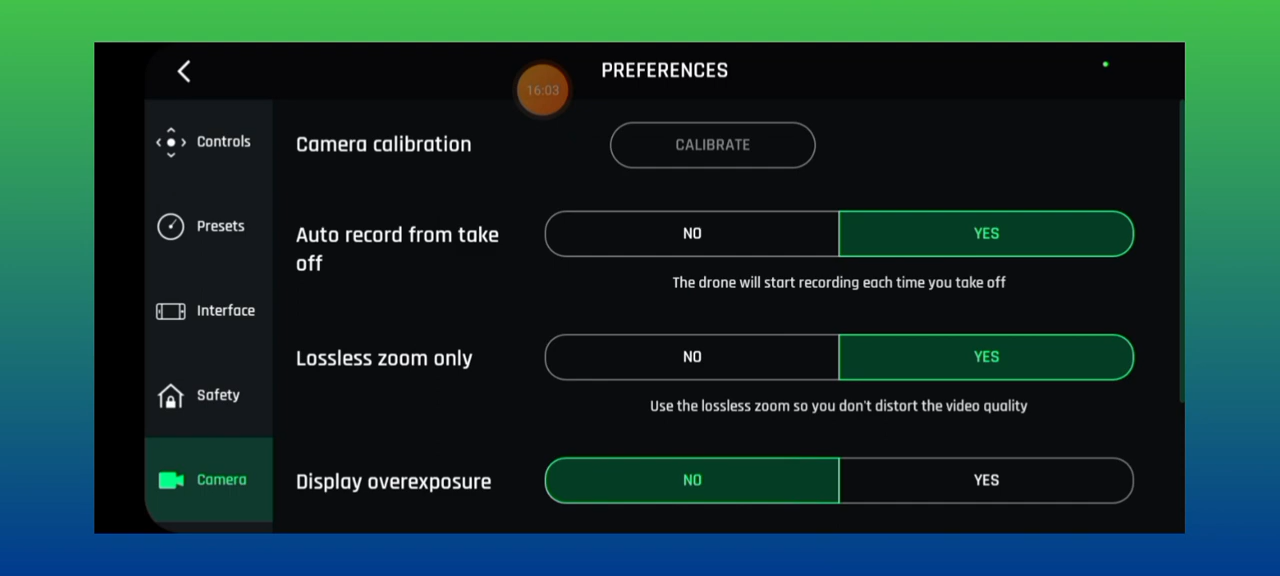 PREFERENCES
16:03
Controls
Presets
Interface
Safety
Camera
Camera calibration
CALIBRATE
Auto record from take
off
NO
YES
The drone will start recording each time you take off
Lossless zoom only
NO
YES
Use the lossless zoom so you don't distort the video quality
Display overexposure
NO
YES